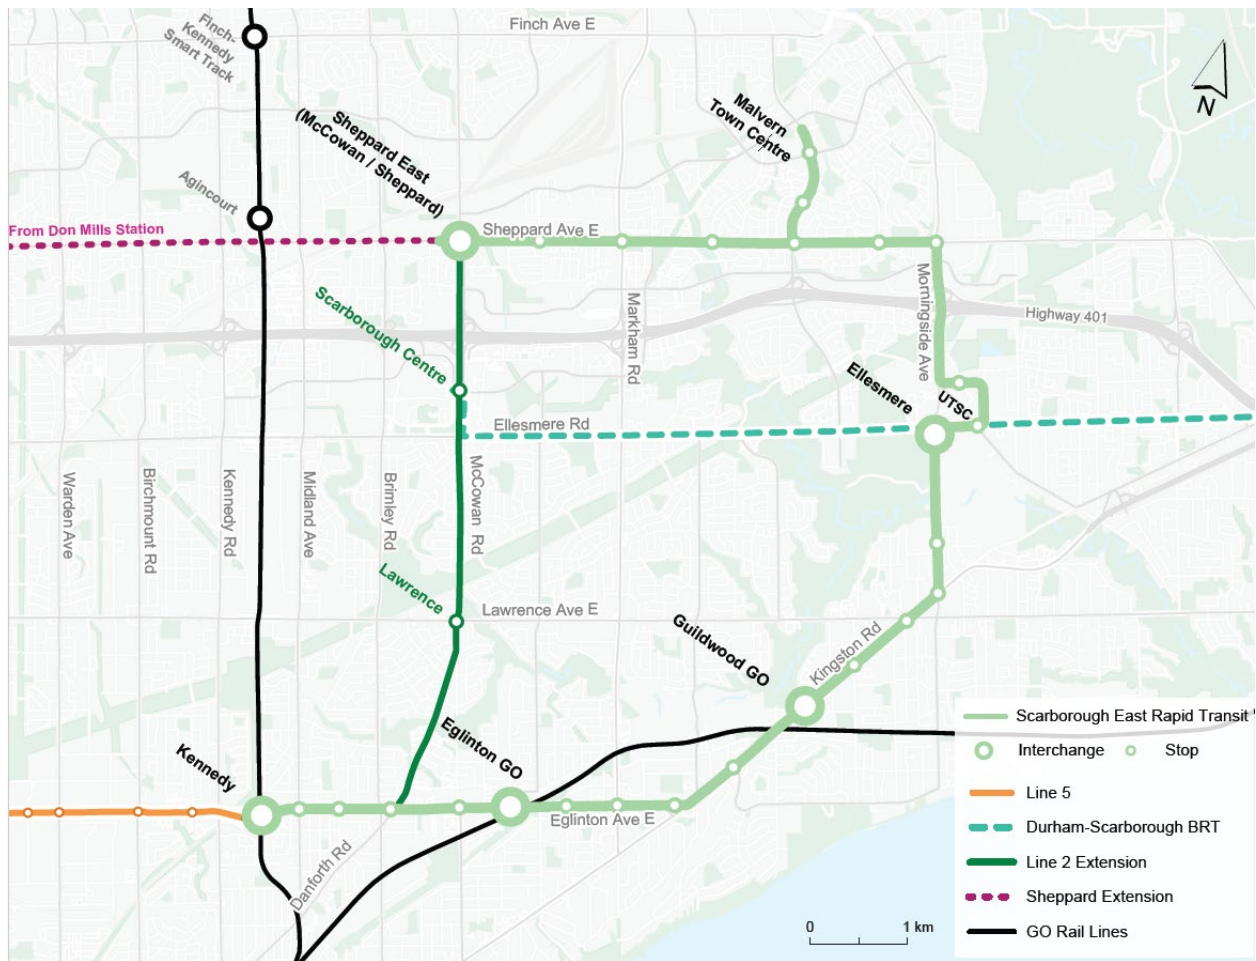 Finch Ave E
Finch-
Kennedy
Smart Track
Malvern
Town Centre
N
Sheppard East
(McCowan / Sheppard)
Agincourt
From Don Mills Station
Sheppard Ave E
Scarborough Centre
Markham Rd
Morningside Ave
Highway 401
Ellesmere
UTSC
Ellesmere Rd
Warden Ave
Birchmount Rd
Kennedy Rd
Midland Ave
Brimley Rd
McCowan Rd
Lawrence
Lawrence Ave E
Guildwood GO
Kingston Rd
Eglinton GO
Kennedy
Eglinton Ave E
Danforth Rd
Scarborough East Rapid Transit
Interchange
Stop
Line 5
Durham-Scarborough BRT
Line 2 Extension
Sheppard Extension
GO Rail Lines
0 1 km